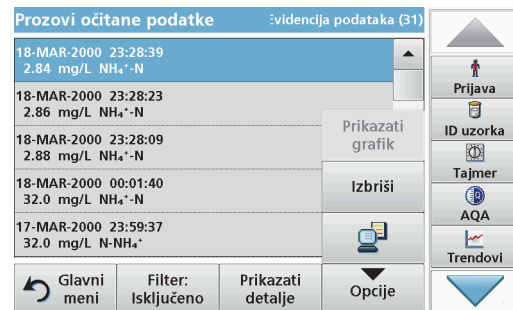 Prozovi očitane podatke
Evidencija podataka (31)
18-MAR-2000 23:28:39
2.84 mg/L NH₄⁺-N
18-MAR-2000 23:28:23
2.86 mg/L NH₄⁺-N
18-MAR-2000 23:28:09
2.88 mg/L NH₄⁺-N
18-MAR-2000 00:01:40
32.0 mg/L NH₄⁺-N
17-MAR-2000 23:59:37
32.0 mg/L N-NH₄⁺
Prikazati
grafik
Izbriši
Glavni
meni
Filter:
Isključeno
Prikazati
detalje
Opcije
Prijava
ID uzorka
Tajmer
AQA
Trendovi